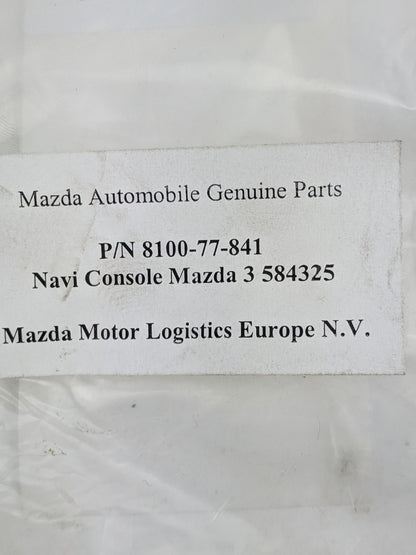 Mazda Automobile Genuine Parts
P/N 8100-77-841
Navi Console Mazda 3 584325
Mazda Motor Logistics Europe N.V.